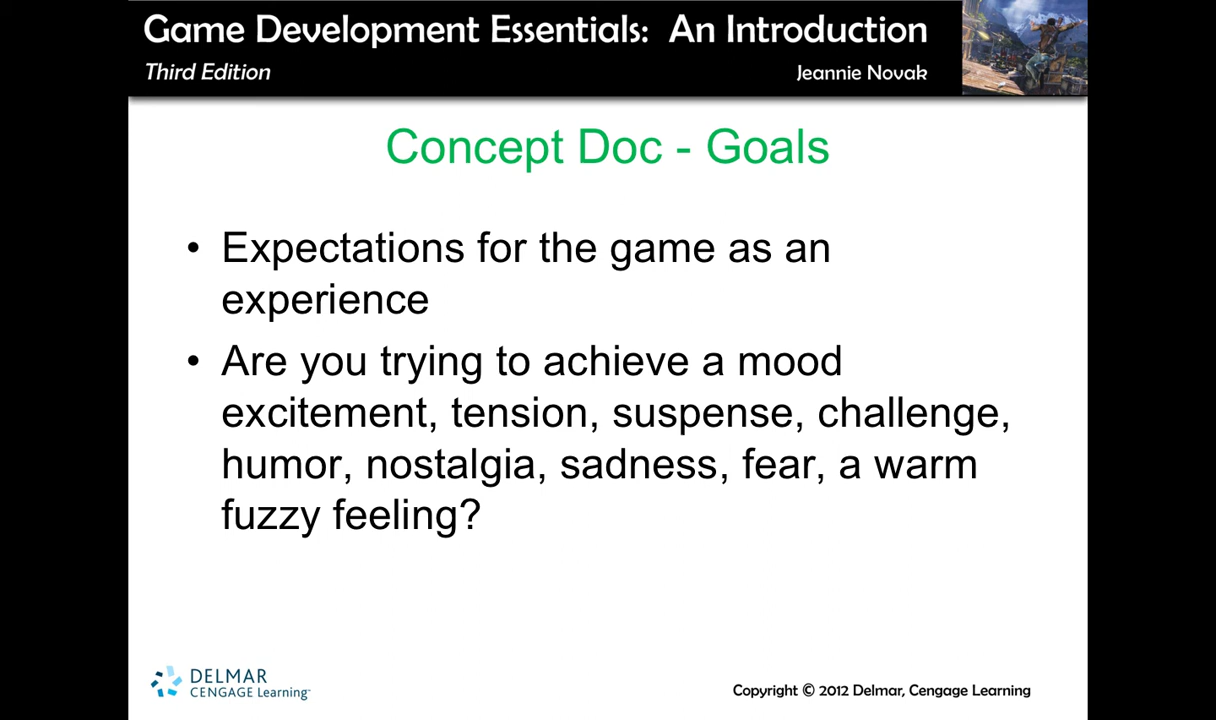 Game Development Essentials: An Introduction
Third Edition
Jeannie Novak
Concept Doc - Goals
• Expectations for the game as an
experience
• Are you trying to achieve a mood
excitement, tension, suspense, challenge,
humor, nostalgia, sadness, fear, a warm
fuzzy feeling?
DELMAR
CENGAGE Learning™
Copyright © 2012 Delmar, Cengage Learning